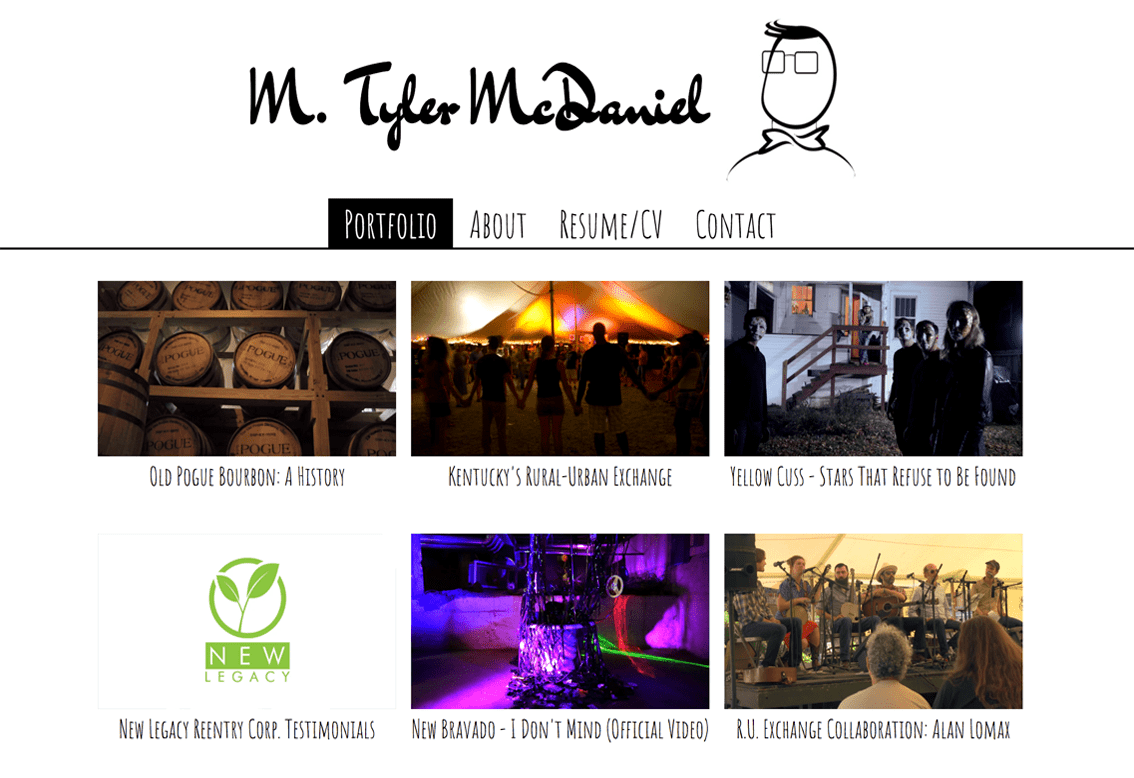 M. Tyler McDaniel
Portfolio
About
Resume/CV
Contact
POGUE
POGUE
POGUE
POGUE
POGUE
Old Pogue Bourbon: A History
Kentucky's Rural-Urban Exchange
Yellow Cuss - Stars That Refuse to Be Found
NEW
LEGACY
New Legacy Reentry Corp. Testimonials
New Bravado - I Don't Mind (Official Video)
R.U. Exchange Collaboration: Alan Lomax